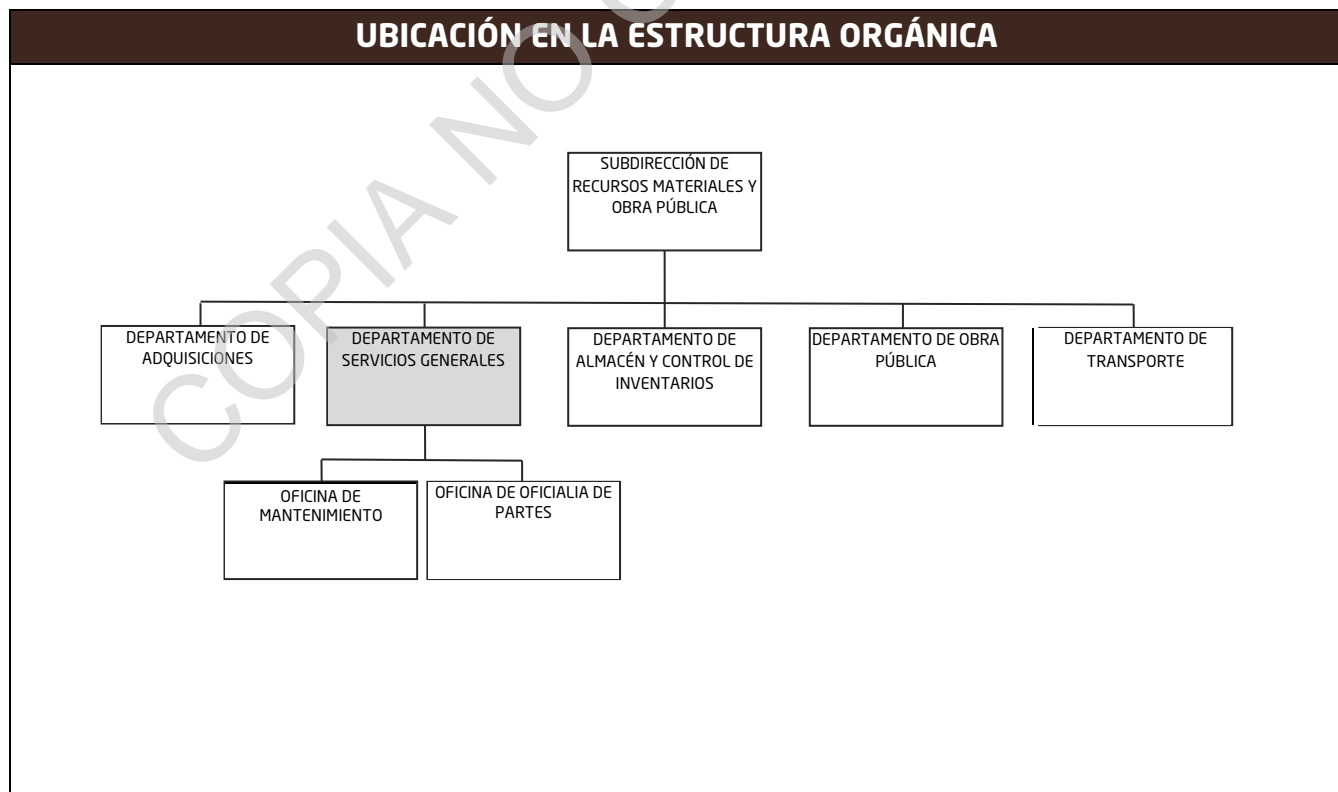 UBICACIÓN EN LA ESTRUCTURA ORGÁNICA
SUBDIRECCIÓN DE
RECURSOS MATERIALES Y
OBRA PÚBLICA
DEPARTAMENTO DE
ADQUISICIONES
DEPARTAMENTO DE
SERVICIOS GENERALES
DEPARTAMENTO DE
ALMACÉN Y CONTROL DE
INVENTARIOS
DEPARTAMENTO DE OBRA
PÚBLICA
DEPARTAMENTO DE
TRANSPORTE
OFICINA DE
MANTENIMIENTO
OFICINA DE OFICIALIA DE
PARTES
COPIA NO